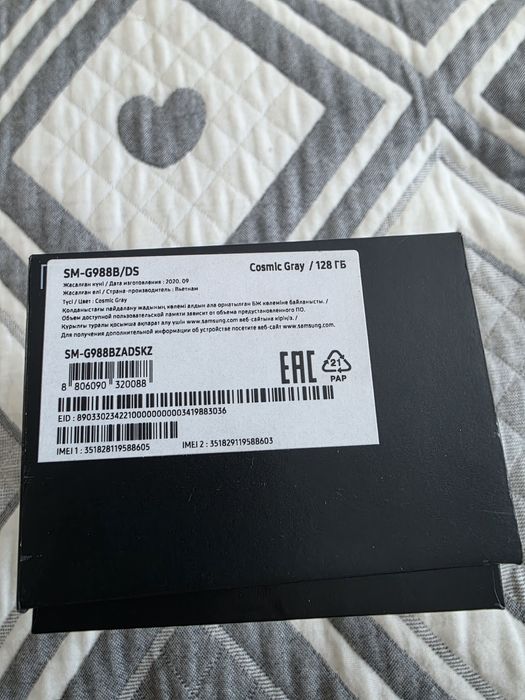 SM-G988B/DS
Cosmic Gray / 128 ГБ
Жасалған күні / Дата изготовления : 2020. 09
Жасалған елі / Страна-производитель : Вьетнам
Түсі / Цвет : Cosmic Gray
Қолданыстағы пайдалану жадының көлемі алдын ала орнатылған БЖ көлеміне байланысты. /
Объем доступной пользовательской памяти зависит от объема предустановленного ПО.
Құрылғы туралы қосымша ақпарат алу үшін www.samsung.com веб-сайтына кіріңіз. /
Для получения дополнительной информации об устройстве посетите веб-сайт www.samsung.com
SM-G988BZADSKZ
8 806090 320088
EAC
21
PAP
EID : 89033023422100000000003419883036
IMEI 1 : 351828119588605
IMEI 2 : 351829119588603